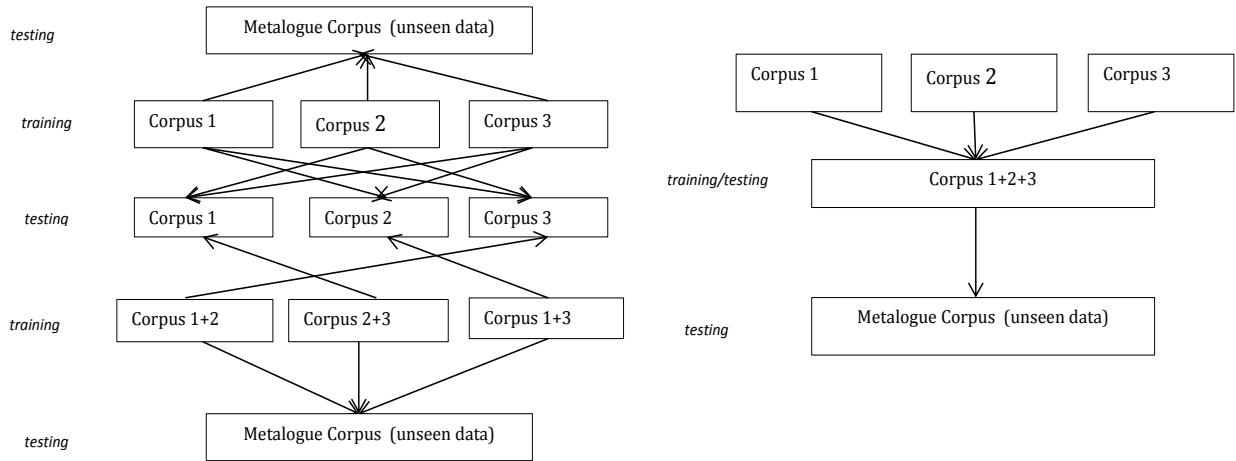 testing
Metalogue Corpus (unseen data)
training
Corpus 1
Corpus 2
Corpus 3
testing
Corpus 1
Corpus 2
Corpus 3
training
Corpus 1+2
Corpus 2+3
Corpus 1+3
testing
Metalogue Corpus (unseen data)
Corpus 1
Corpus 2
Corpus 3
training/testing
Corpus 1+2+3
testing
Metalogue Corpus (unseen data)